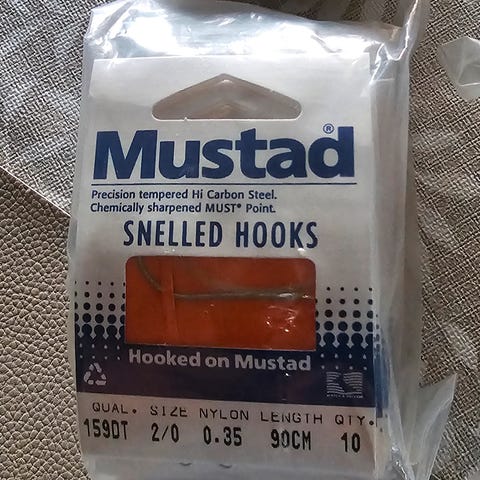 Mustad®
Precision tempered Hi Carbon Steel.
Chemically sharpened MUST® Point.
SNELLED HOOKS
Hooked on Mustad
QUAL. SIZE NYLON LENGTH QTY.
159DT 2/0 0.35 90CM 10